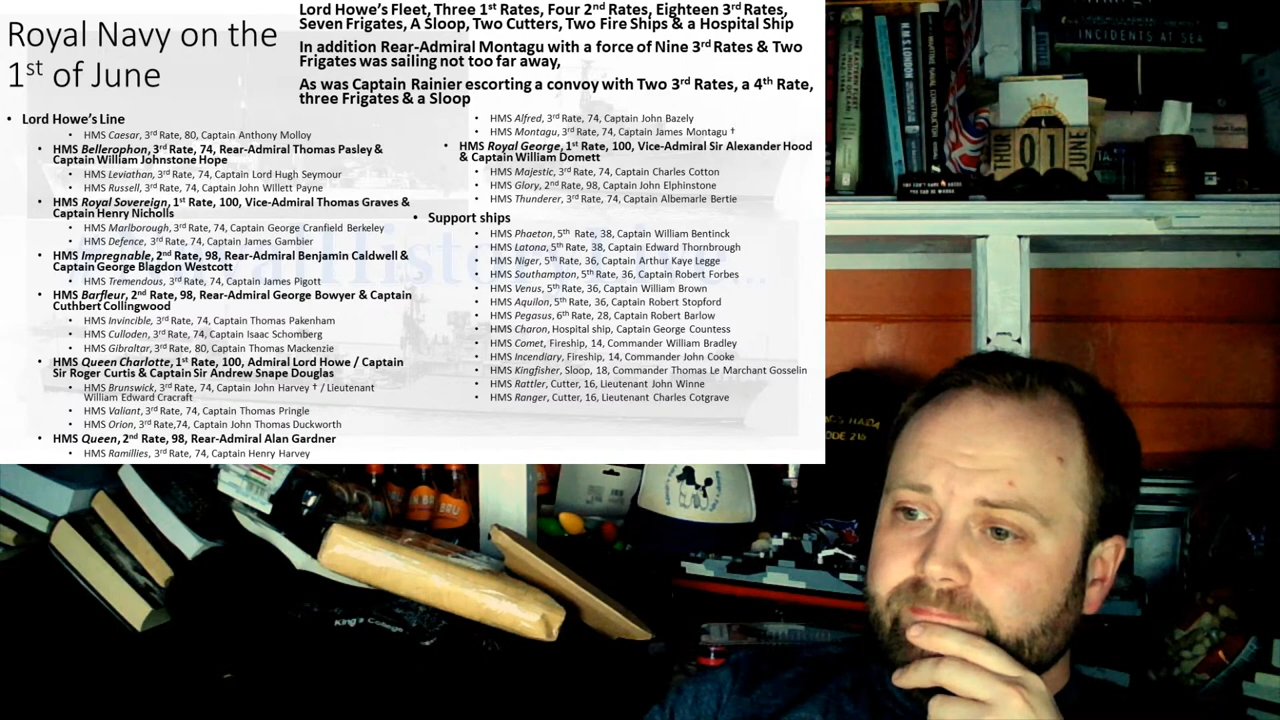 Royal Navy on the
1st of June
Lord Howe's Fleet, Three 1st Rates, Four 2nd Rates, Eighteen 3rd Rates,
Seven Frigates, A Sloop, Two Cutters, Two Fire Ships & a Hospital Ship
In addition Rear-Admiral Montagu with a force of Nine 3rd Rates & Two
Frigates was sailing not too far away,
As was Captain Rainier escorting a convoy with Two 3rd Rates, a 4th Rate,
three Frigates & a Sloop
• Lord Howe's Line
• HMS Caesar, 3rd Rate, 80, Captain Anthony Molloy
• HMS Bellerophon, 3rd Rate, 74, Rear-Admiral Thomas Pasley &
Captain William Johnstone Hope
• HMS Leviathan, 3rd Rate, 74, Captain Lord Hugh Seymour
• HMS Russell, 3rd Rate, 74, Captain John Willett Payne
• HMS Royal Sovereign, 1st Rate, 100, Vice-Admiral Thomas Graves &
Captain Henry Nicholls
• HMS Marlborough, 3rd Rate, 74, Captain George Cranfield Berkeley
• HMS Defence, 3rd Rate, 74, Captain James Gambier
• HMS Impregnable, 2nd Rate, 98, Rear-Admiral Benjamin Caldwell &
Captain George Blagdon Westcott
• HMS Tremendous, 3rd Rate, 74, Captain James Pigott
• HMS Barfleur, 2nd Rate, 98, Rear-Admiral George Bowyer & Captain
Cuthbert Collingwood
• HMS Invincible, 3rd Rate, 74, Captain Thomas Pakenham
• HMS Culloden, 3rd Rate, 74, Captain Isaac Schomberg
• HMS Gibraltar, 3rd Rate, 80, Captain Thomas Mackenzie
• HMS Queen Charlotte, 1st Rate, 100, Admiral Lord Howe / Captain
Sir Roger Curtis & Captain Sir Andrew Snape Douglas
• HMS Brunswick, 3rd Rate, 74, Captain John Harvey † / Lieutenant
William Edward Cracraft
• HMS Valiant, 3rd Rate, 74, Captain Thomas Pringle
• HMS Orion, 3rd Rate,74, Captain John Thomas Duckworth
• HMS Queen, 2nd Rate, 98, Rear-Admiral Alan Gardner
• HMS Ramillies, 3rd Rate, 74, Captain Henry Harvey
• HMS Alfred, 3rd Rate, 74, Captain John Bazely
• HMS Montagu, 3rd Rate, 74, Captain James Montagu †
• HMS Royal George, 1st Rate, 100, Vice-Admiral Sir Alexander Hood
& Captain William Domett
• HMS Majestic, 3rd Rate, 74, Captain Charles Cotton
• HMS Glory, 2nd Rate, 98, Captain John Elphinstone
• HMS Thunderer, 3rd Rate, 74, Captain Albemarle Bertie
• Support ships
• HMS Phaeton, 5th Rate, 38, Captain William Bentinck
• HMS Latona, 5th Rate, 38, Captain Edward Thornbrough
• HMS Niger, 5th Rate, 36, Captain Arthur Kaye Legge
• HMS Southampton, 5th Rate, 36, Captain Robert Forbes
• HMS Venus, 5th Rate, 36, Captain William Brown
• HMS Aquilon, 5th Rate, 36, Captain Robert Stopford
• HMS Pegasus, 6th Rate, 28, Captain Robert Barlow
• HMS Charon, Hospital ship, Captain George Countess
• HMS Comet, Fireship, 14, Commander William Bradley
• HMS Incendiary, Fireship, 14, Commander John Cooke
• HMS Kingfisher, Sloop, 18, Commander Thomas Le Marchant Gosselin
• HMS Rattler, Cutter, 16, Lieutenant John Winne
• HMS Ranger, Cutter, 16, Lieutenant Charles Cotgrave
INCIDENTS AT SEA
THUR 01 JUNE
King's College
BRU